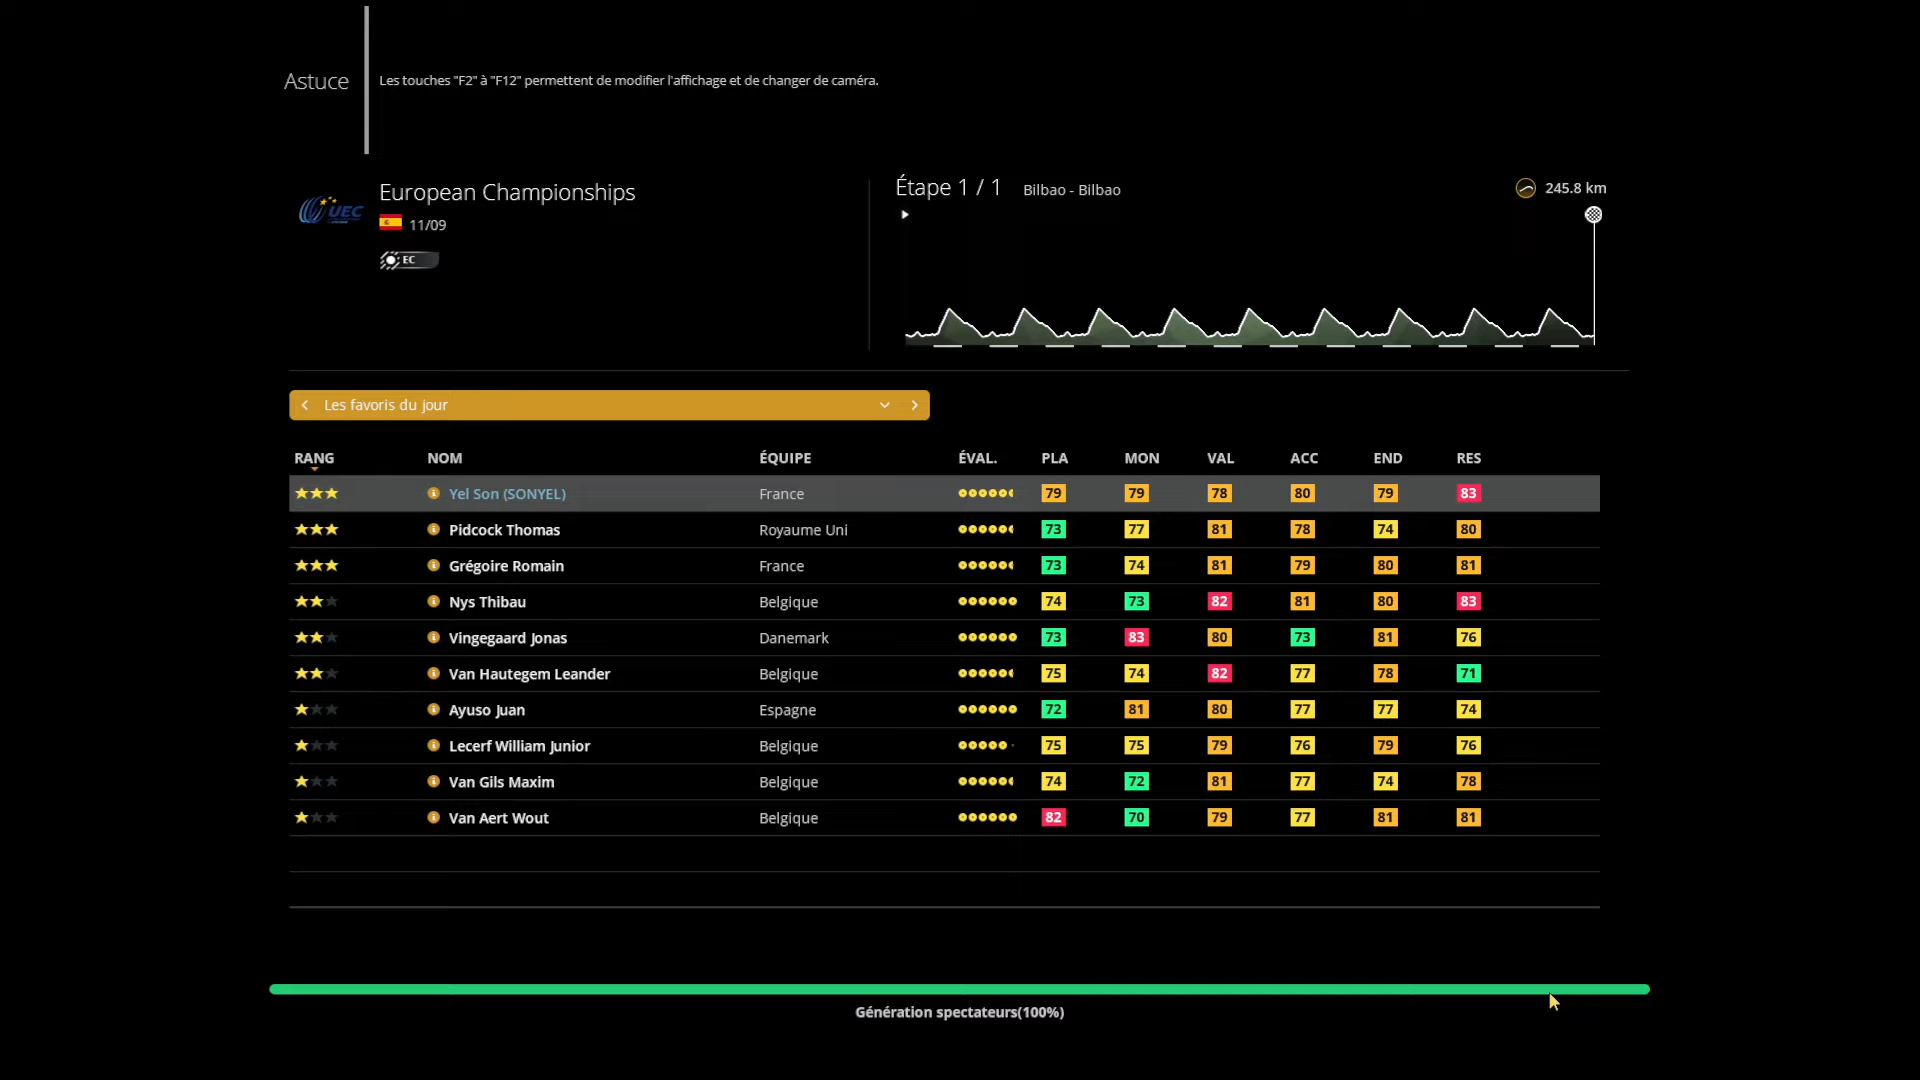 Astuce
Les touches "F2" à "F12" permettent de modifier l'affichage et de changer de caméra.
UEC
European Championships
11/09
EC
Étape 1 / 1 Bilbao - Bilbao 245.8 km
Les favoris du jour
RANG NOM ÉQUIPE ÉVAL. PLA MON VAL ACC END RES
Yel Son (SONYEL) France 79 79 78 80 79 83
Pidcock Thomas Royaume Uni 73 77 81 78 74 80
Grégoire Romain France 73 74 81 79 80 81
Nys Thibau Belgique 74 73 82 81 80 83
Vingegaard Jonas Danemark 73 83 80 73 81 76
Van Hautegem Leander Belgique 75 74 82 77 78 71
Ayuso Juan Espagne 72 81 80 77 77 74
Lecerf William Junior Belgique 75 75 79 76 79 76
Van Gils Maxim Belgique 74 72 81 77 74 78
Van Aert Wout Belgique 82 70 79 77 81 81
Génération spectateurs(100%)